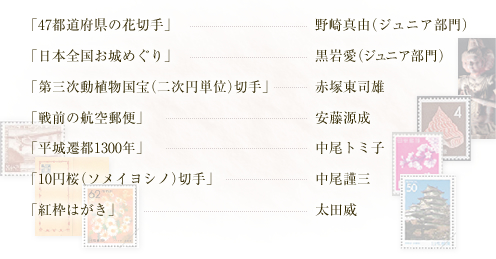 「47都道府県の花切手」 野崎真由(ジュニア部門)
「日本全国お城めぐり」 黒岩愛(ジュニア部門)
「第三次動植物国宝(二次円単位)切手」 赤塚東司雄
「戦前の航空郵便」 安藤源成
「平城遷都1300年」 中尾トミ子
「10円桜(ソメイヨシノ)切手」 中尾謹三
「紅枠はがき」 太田威
4
50
62